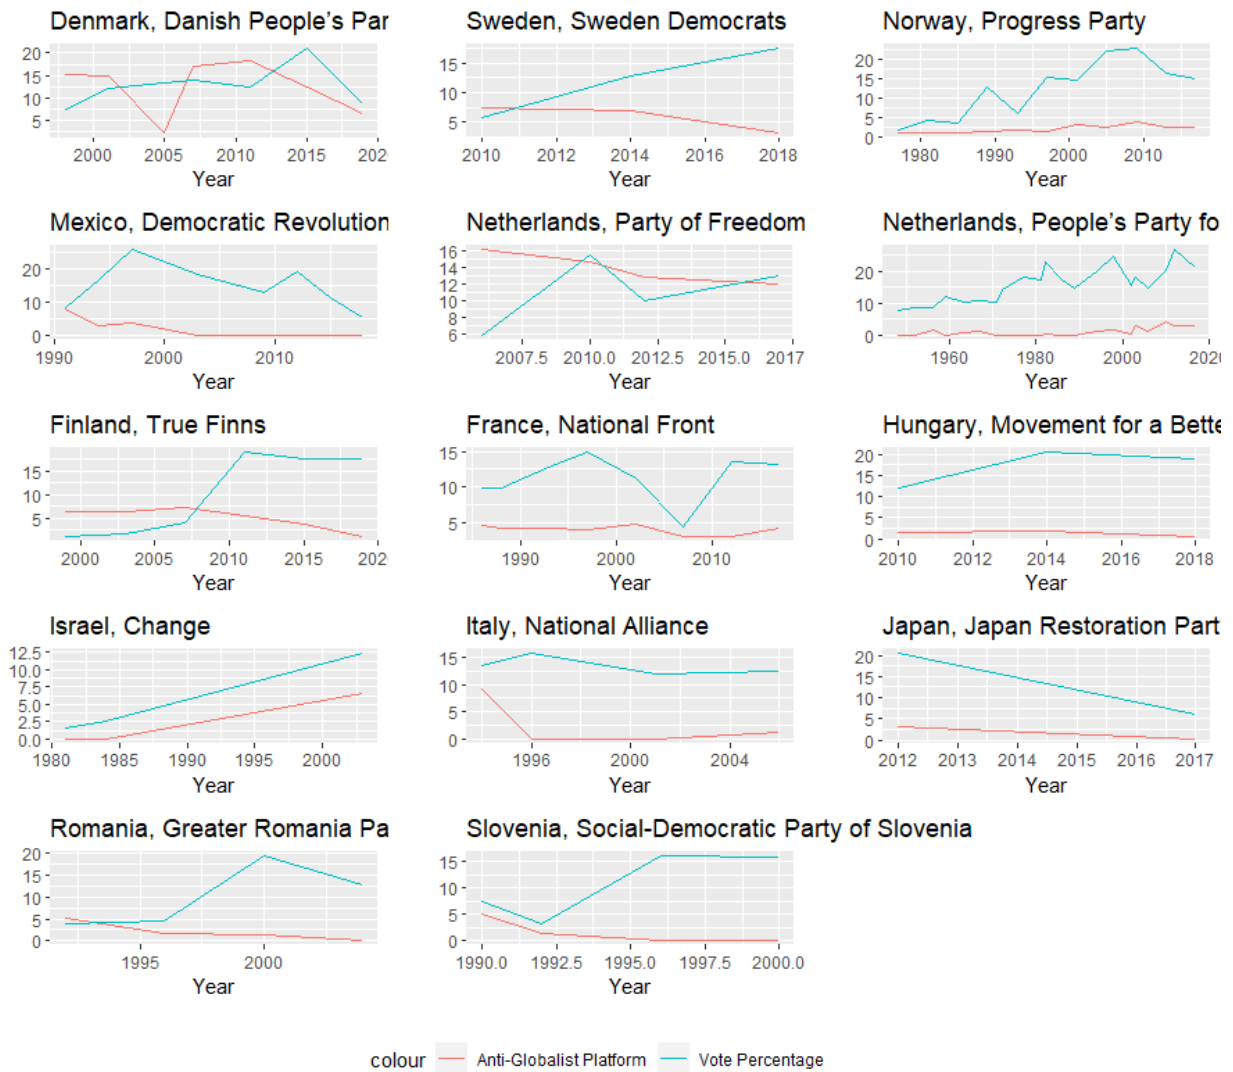 Denmark, Danish People's Par
20
15
10
5
2000 2005 2010 2015 202
Year
Sweden, Sweden Democrats
15
10
5
2010 2012 2014 2016 2018
Year
Norway, Progress Party
20
15
10
5
0
1980 1990 2000 2010
Year
Mexico, Democratic Revolution
20
10
0
1990 2000 2010
Year
Netherlands, Party of Freedom
16
14
12
10
8
6
2007.5 2010.0 2012.5 2015.0 2017
Year
Netherlands, People's Party fo
20
10
0
1960 1980 2000 2020
Year
Finland, True Finns
15
10
5
2000 2005 2010 2015 202
Year
France, National Front
15
10
5
1990 2000 2010
Year
Hungary, Movement for a Bette
20
15
10
5
0
2010 2012 2014 2016 2018
Year
Israel, Change
12.5
10.0
7.5
5.0
2.5
0.0
1980 1985 1990 1995 2000
Year
Italy, National Alliance
15
10
5
0
1996 2000 2004
Year
Japan, Japan Restoration Part
20
15
10
5
0
2012 2013 2014 2015 2016 2017
Year
Romania, Greater Romania Pa
20
15
10
5
0
1995 2000
Year
Slovenia, Social-Democratic Party of Slovenia
15
10
5
0
1990.0 1992.5 1995.0 1997.5 2000.0
Year
colour Anti-Globalist Platform Vote Percentage